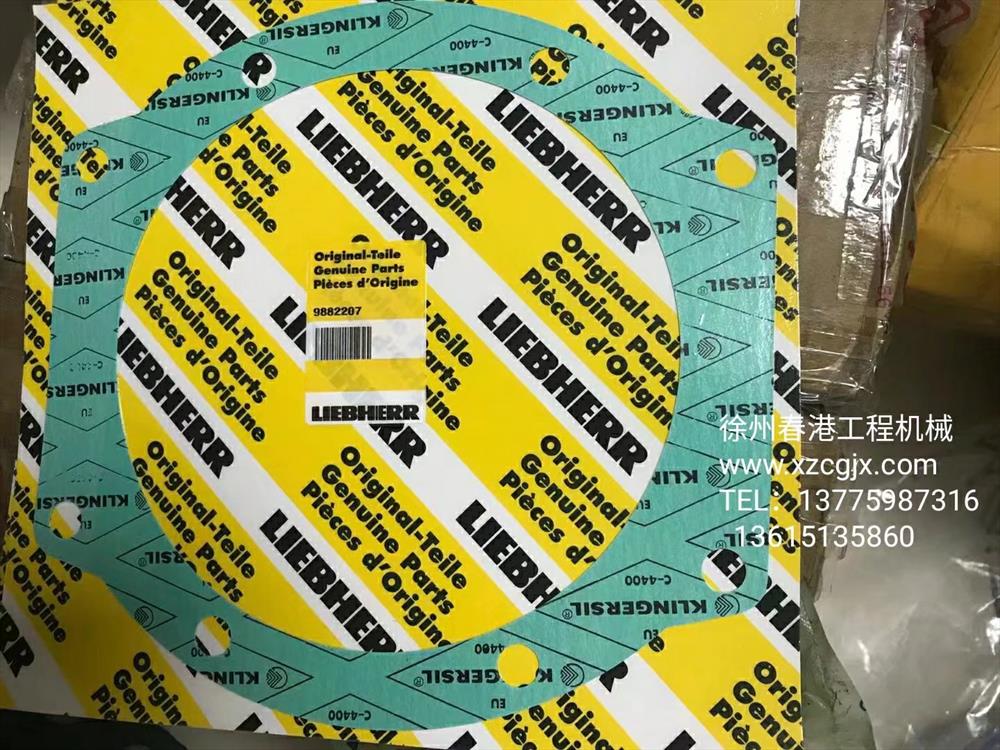 Original-Teile
Genuine Parts
Pièces d'Origine
9882207
LIEBHERR
Original-Teile
Genuine Parts
Pièces d'Origine
LIEBHERR
KLINGERSIL®
C-4400
EU
徐州春港工程机械
www.xzcgjx.com
TEL：13775987316
13615135860